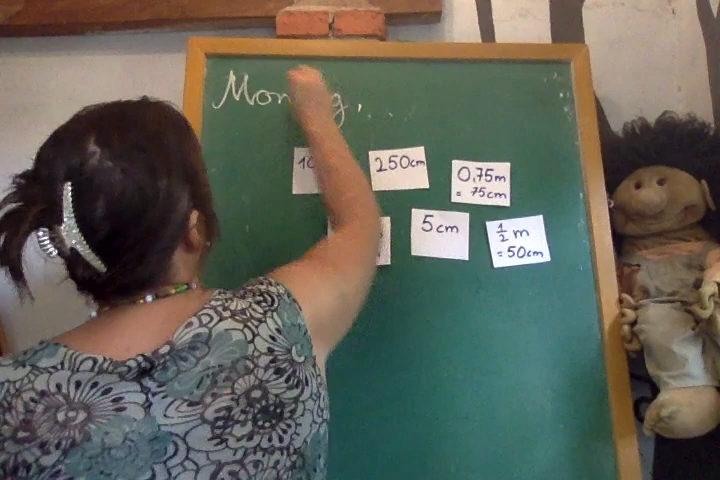 250cm
0,75m
= 75cm
5cm
½ m
= 50cm